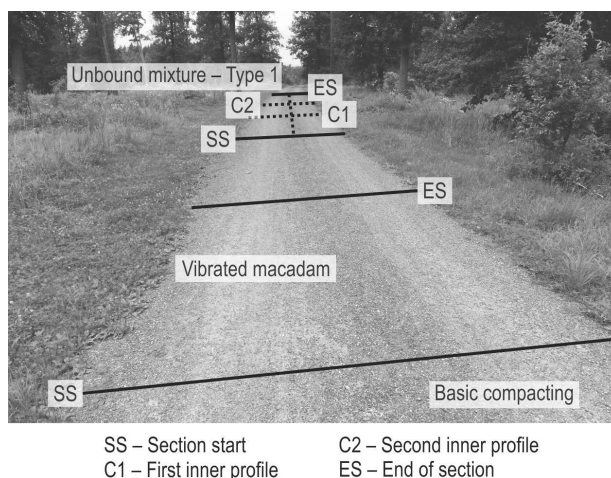 Unbound mixture – Type 1
ES
C2
C1
SS
ES
Vibrated macadam
SS
Basic compacting
SS – Section start
C2 – Second inner profile
C1 – First inner profile
ES – End of section